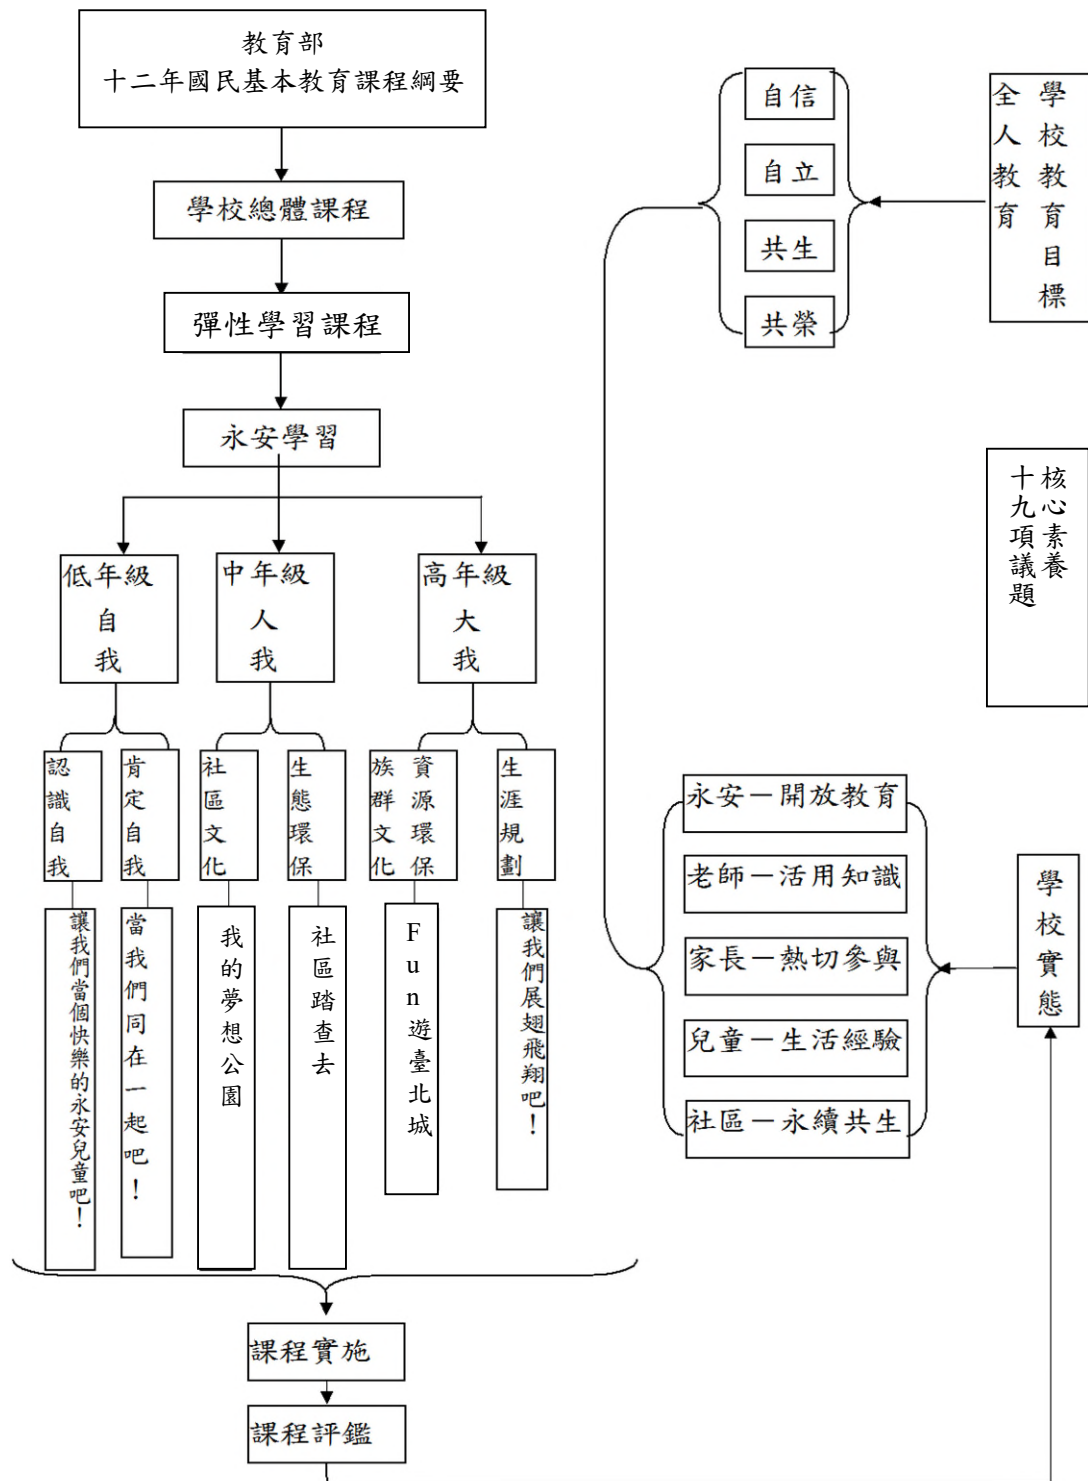 教育部
十二年國民基本教育課程綱要
學校總體課程
彈性學習課程
永安學習
低年級
自
我
中年級
人
我
高年級
大
我
認識自我
肯定自我
社區文化
生態環保
資源環保
族群文化
生涯規劃
讓我們當個快樂的永安兒童吧！
當我們同在一起吧！
我的夢想公園
社區踏查去
Fun遊臺北城
讓我們展翅飛翔吧！
課程實施
課程評鑑
學校教育目標
全人教育
自信
自立
共生
共榮
核心素養
十九項議題
永安－開放教育
老師－活用知識
家長－熱切參與
兒童－生活經驗
社區－永續共生
學校實態